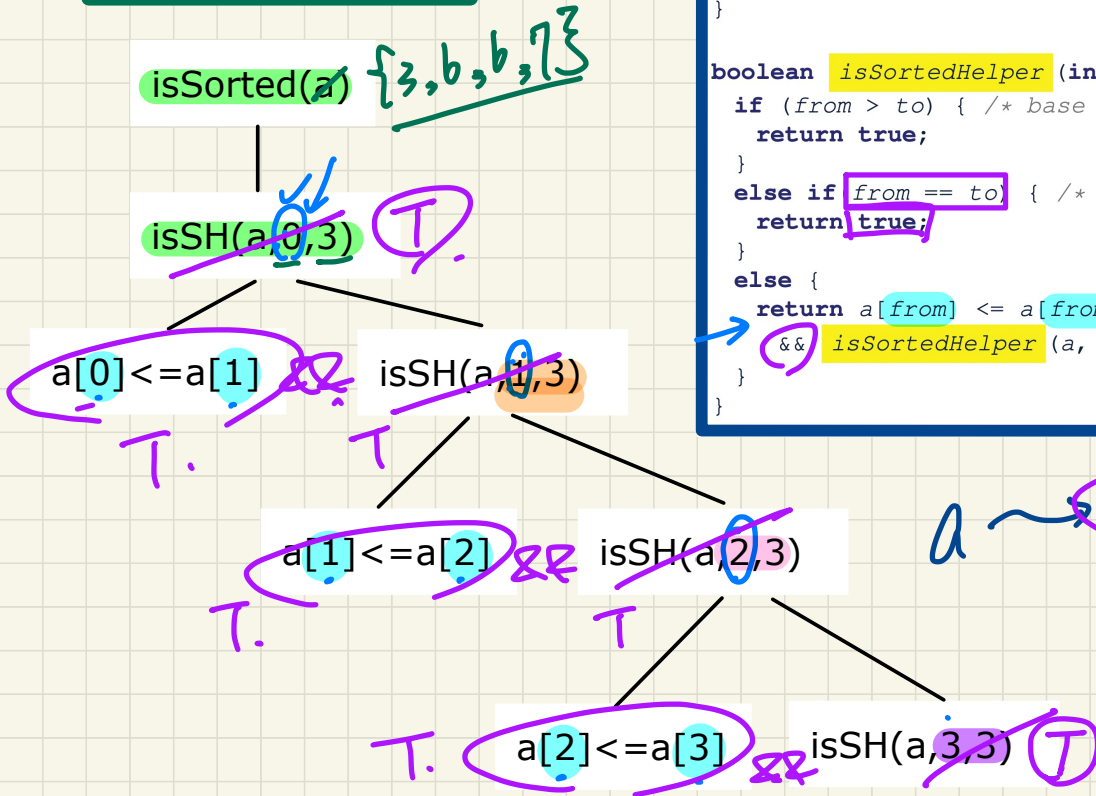 isSorted(a) {3,6,6,7}
isSH(a,0,3) T.
a[0]<=a[1] && isSH(a,1,3)
T. T
a[1]<=a[2] && isSH(a,2,3)
T. T
T. a[2]<=a[3] && isSH(a,3,3) T
}
boolean isSortedHelper (in
if (from > to) { /* base
return true;
}
else if from == to) { /*
return true;
}
else {
return a[from] <= a[from
&& isSortedHelper (a,
}
}
a